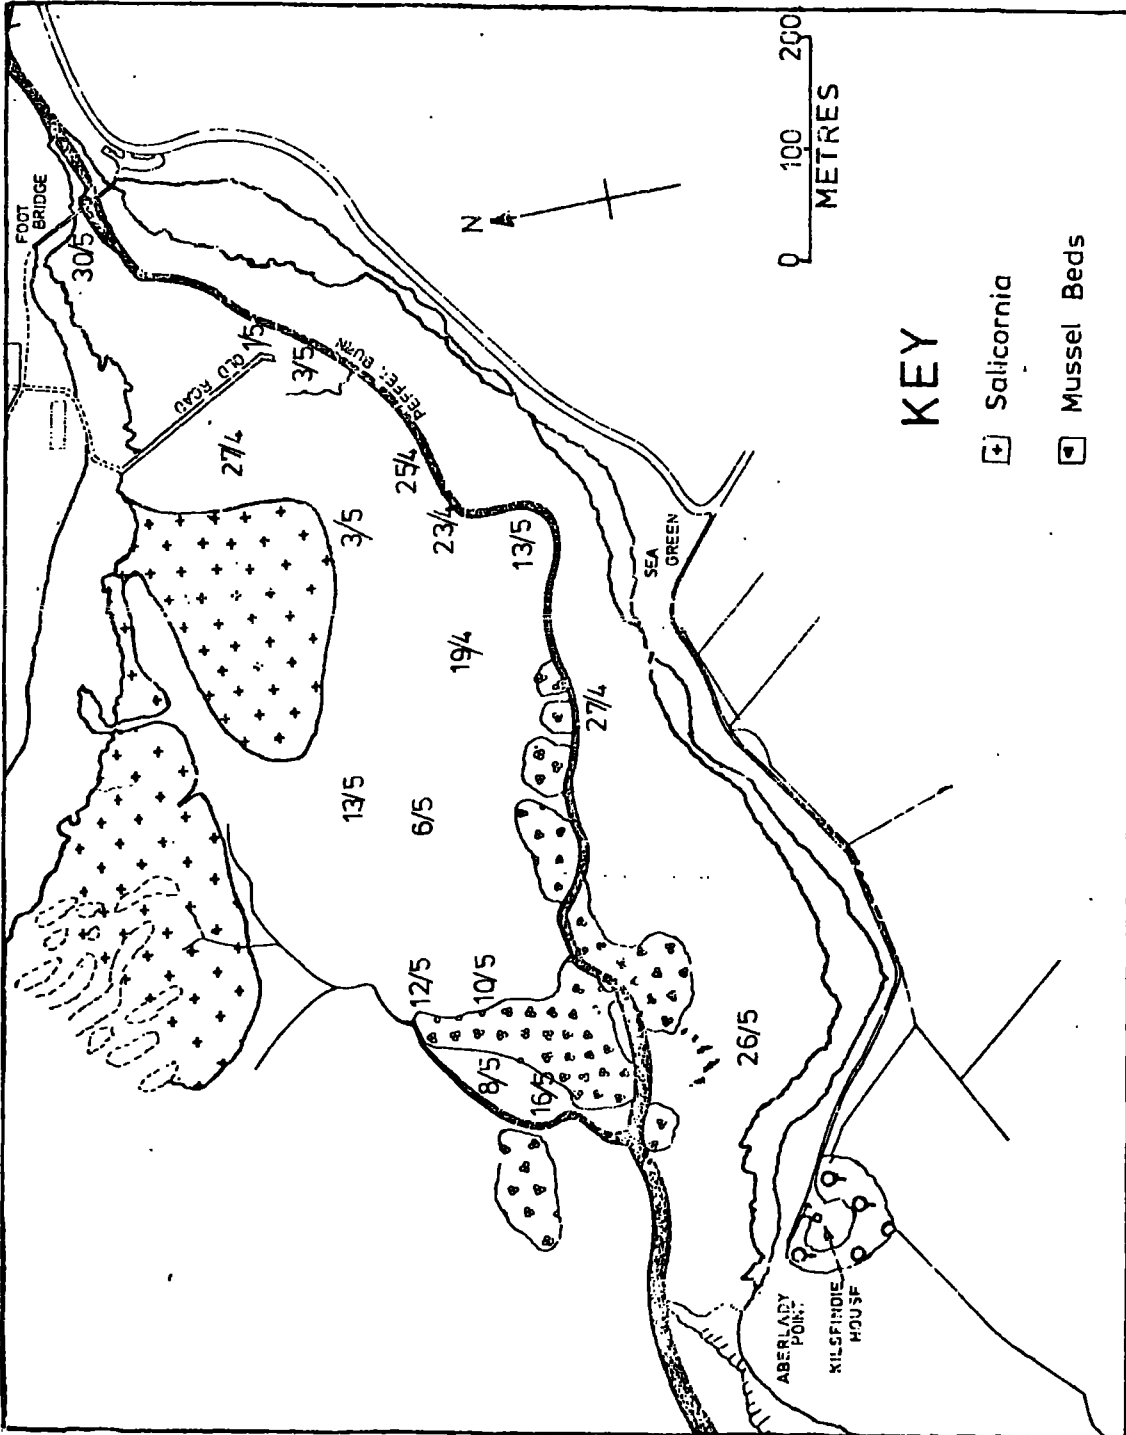 FOOT
BRIDGE
30/5
1/5
3/5
OLD ROAD
PEFFER BURN
27/4
25/4
3/5
23/4
13/5
19/4
27/4
SEA
GREEN
13/5
6/5
12/5
10/5
8/5
16/5
26/5
ABERLADY
POINT
KILSPINDIE
HOUSE
N
0 100 200
METRES
KEY
Salicornia
Mussel Beds